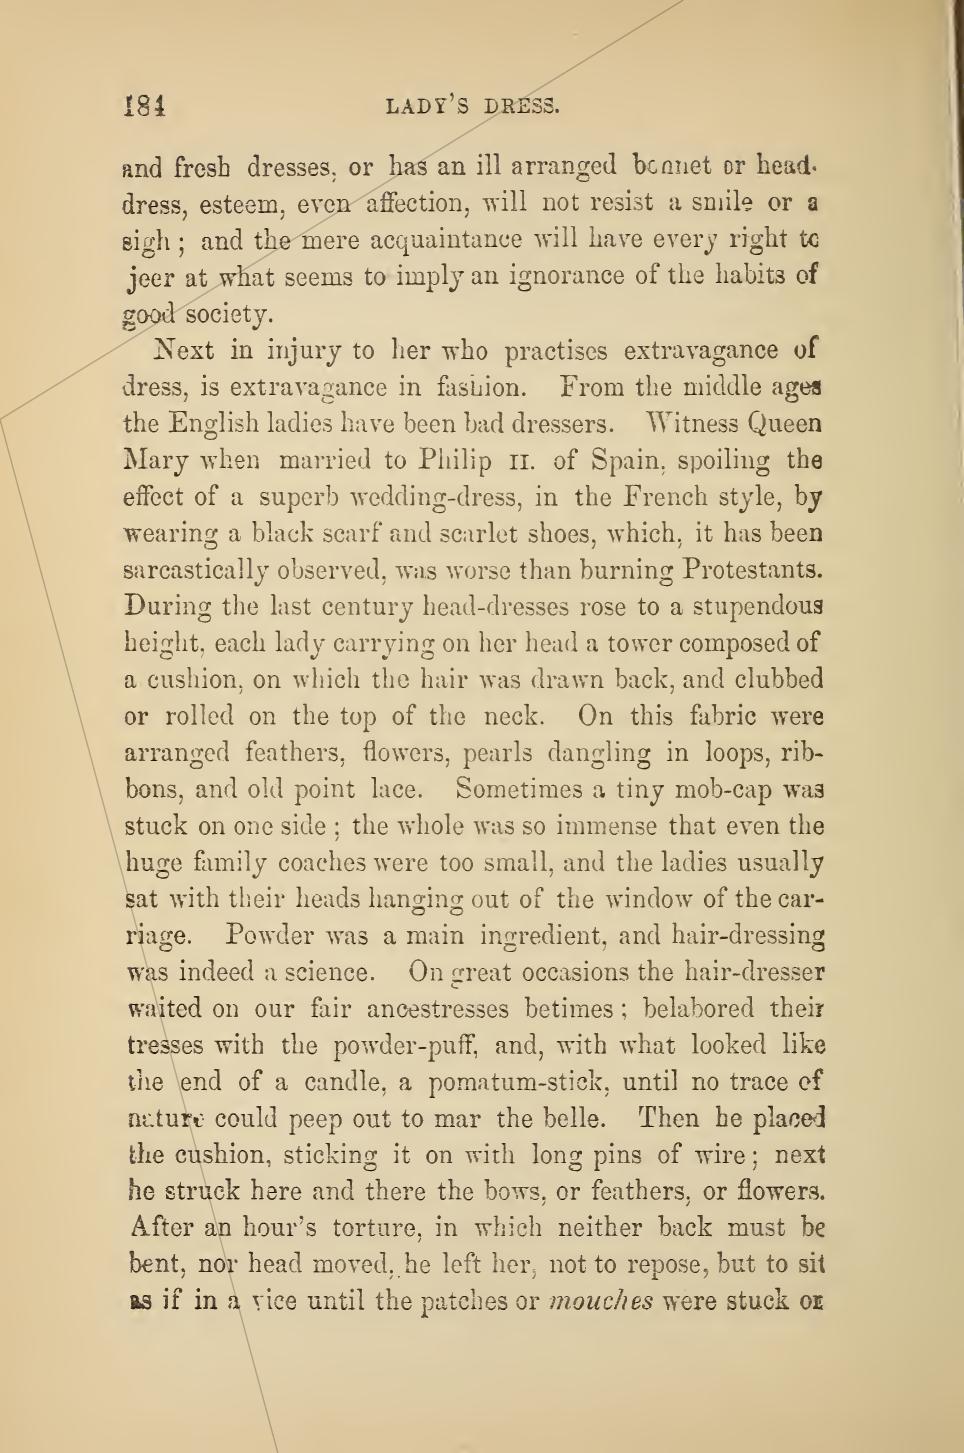 184 LADY'S DRESS.
and fresh dresses, or has an ill arranged bonnet or head-
dress, esteem, even affection, will not resist a smile or a
sigh ; and the mere acquaintance will have every right to
jeer at what seems to imply an ignorance of the habits of
good society.
Next in injury to her who practises extravagance of
dress, is extravagance in fashion. From the middle ages
the English ladies have been bad dressers. Witness Queen
Mary when married to Philip II. of Spain, spoiling the
effect of a superb wedding-dress, in the French style, by
wearing a black scarf and scarlet shoes, which, it has been
sarcastically observed, was worse than burning Protestants.
During the last century head-dresses rose to a stupendous
height, each lady carrying on her head a tower composed of
a cushion, on which the hair was drawn back, and clubbed
or rolled on the top of the neck. On this fabric were
arranged feathers, flowers, pearls dangling in loops, rib-
bons, and old point lace. Sometimes a tiny mob-cap was
stuck on one side ; the whole was so immense that even the
huge family coaches were too small, and the ladies usually
sat with their heads hanging out of the window of the car-
riage. Powder was a main ingredient, and hair-dressing
was indeed a science. On great occasions the hair-dresser
waited on our fair ancestresses betimes ; belabored their
tresses with the powder-puff, and, with what looked like
the end of a candle, a pomatum-stick, until no trace of
nature could peep out to mar the belle. Then he placed
the cushion, sticking it on with long pins of wire ; next
he struck here and there the bows, or feathers, or flowers.
After an hour's torture, in which neither back must be
bent, nor head moved, he left her, not to repose, but to sit
as if in a vice until the patches or mouches were stuck on